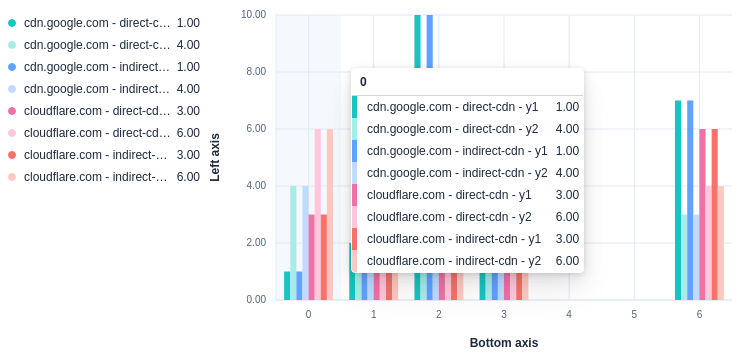 cdn.google.com - direct-c... 1.00
cdn.google.com - direct-c... 4.00
cdn.google.com - indirect... 1.00
cdn.google.com - indirect... 4.00
cloudflare.com - direct-cd... 3.00
cloudflare.com - direct-cd... 6.00
cloudflare.com - indirect-... 3.00
cloudflare.com - indirect-... 6.00
Left axis
10.00
8.00
6.00
4.00
2.00
0.00
0
cdn.google.com - direct-cdn - y1 1.00
cdn.google.com - direct-cdn - y2 4.00
cdn.google.com - indirect-cdn - y1 1.00
cdn.google.com - indirect-cdn - y2 4.00
cloudflare.com - direct-cdn - y1 3.00
cloudflare.com - direct-cdn - y2 6.00
cloudflare.com - indirect-cdn - y1 3.00
cloudflare.com - indirect-cdn - y2 6.00
0 1 2 3 4 5 6
Bottom axis